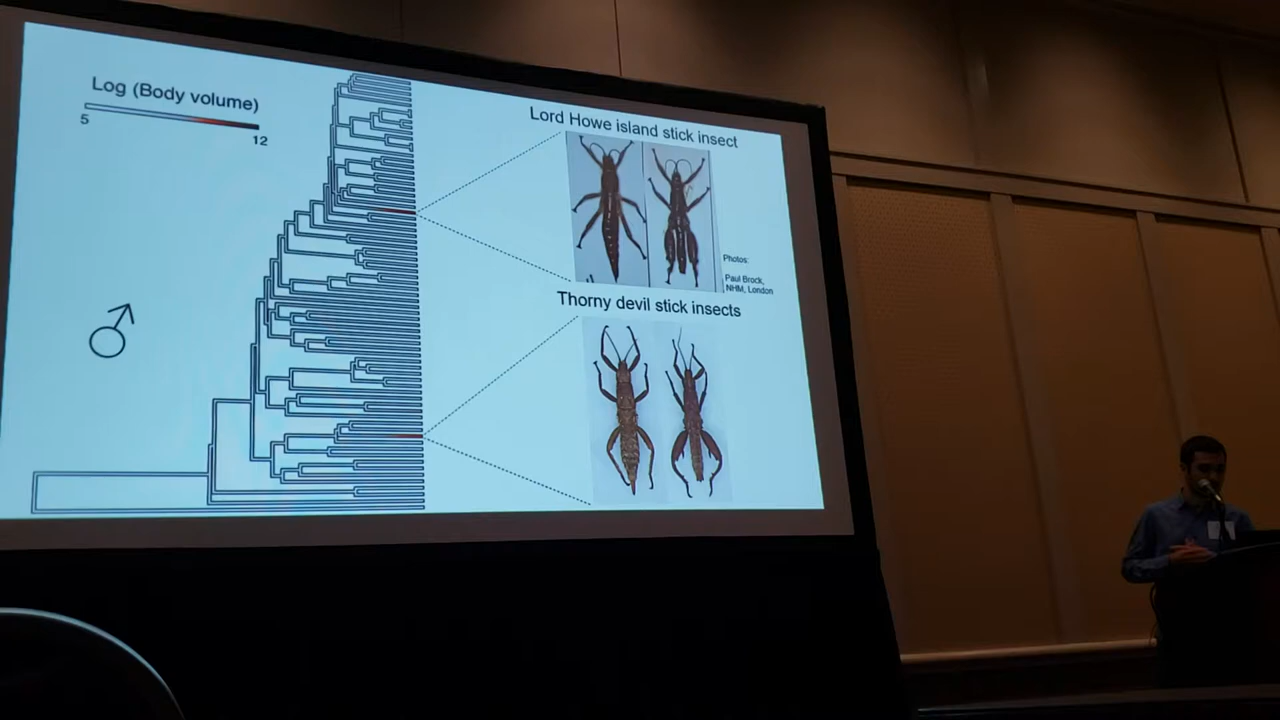 Log (Body volume)
5
12
Lord Howe island stick insect
Photos:
Paul Brock,
NHM, London
Thorny devil stick insects